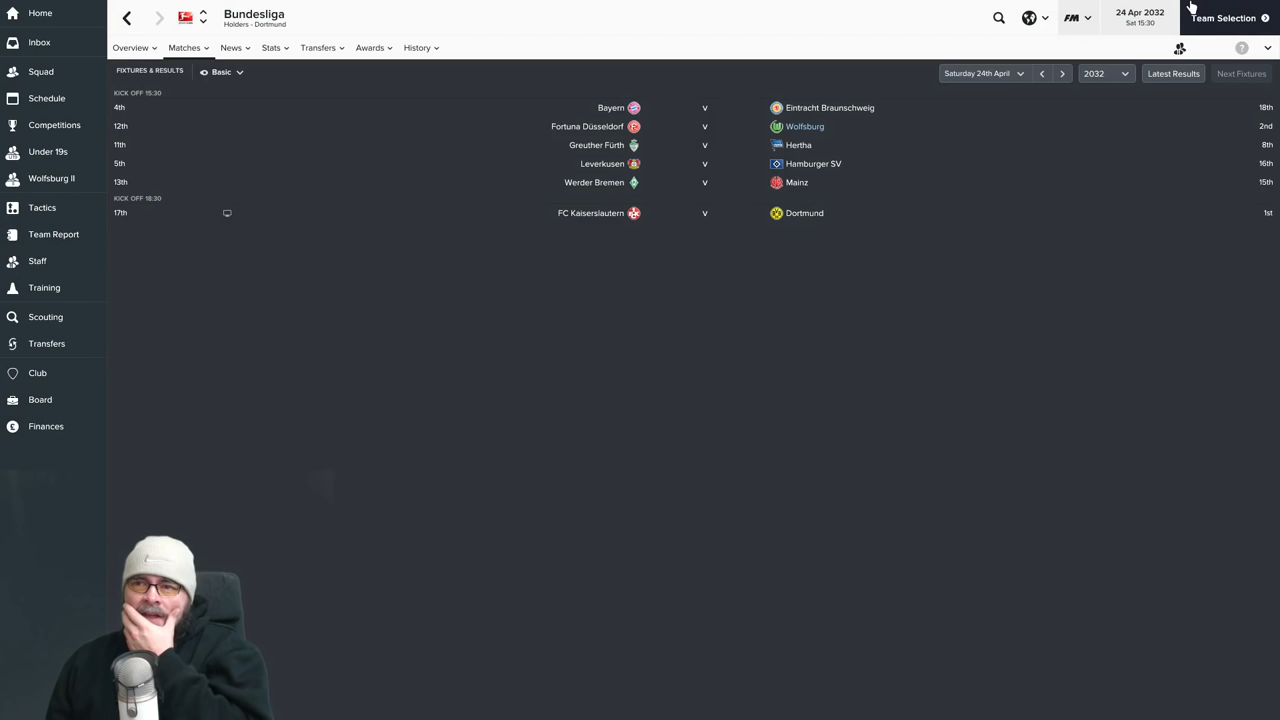 Home
Inbox
Squad
Schedule
Competitions
Under 19s
Wolfsburg II
Tactics
Team Report
Staff
Training
Scouting
Transfers
Club
Board
Finances
Bundesliga
Holders - Dortmund
FM
24 Apr 2032
Sat 15:30
Team Selection
Overview
Matches
News
Stats
Transfers
Awards
History
?
FIXTURES & RESULTS
Basic
Saturday 24th April
2032
Latest Results
Next Fixtures
KICK OFF 15:30
4th Bayern v Eintracht Braunschweig 18th
12th Fortuna Düsseldorf v Wolfsburg 2nd
11th Greuther Fürth v Hertha 8th
5th Leverkusen v Hamburger SV 16th
13th Werder Bremen v Mainz 15th
KICK OFF 18:30
17th FC Kaiserslautern v Dortmund 1st